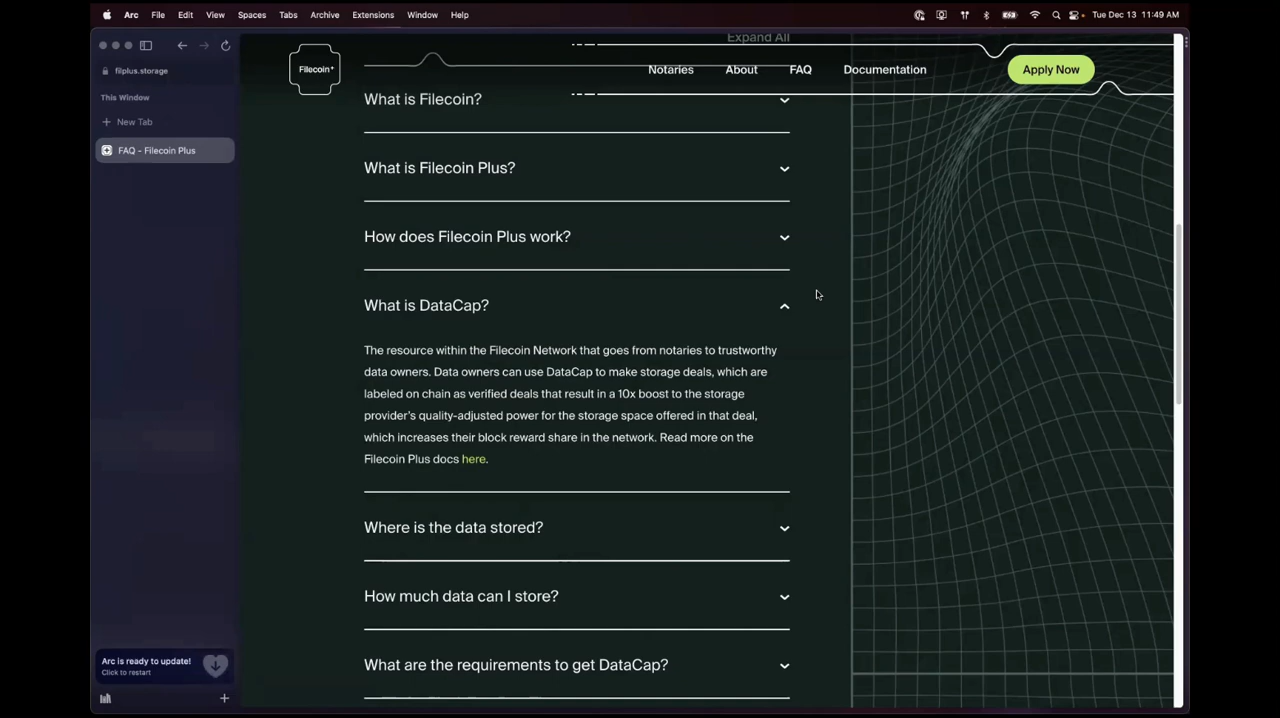 Arc File Edit View Spaces Tabs Archive Extensions Window Help Tue Dec 13 11:49 AM
filplus.storage
This Window
New Tab
FAQ - Filecoin Plus
Arc is ready to update!
Click to restart
Expand All
Filecoin+ Notaries About FAQ Documentation Apply Now
What is Filecoin?
What is Filecoin Plus?
How does Filecoin Plus work?
What is DataCap?
The resource within the Filecoin Network that goes from notaries to trustworthy
data owners. Data owners can use DataCap to make storage deals, which are
labeled on chain as verified deals that result in a 10x boost to the storage
provider's quality-adjusted power for the storage space offered in that deal,
which increases their block reward share in the network. Read more on the
Filecoin Plus docs here.
Where is the data stored?
How much data can I store?
What are the requirements to get DataCap?